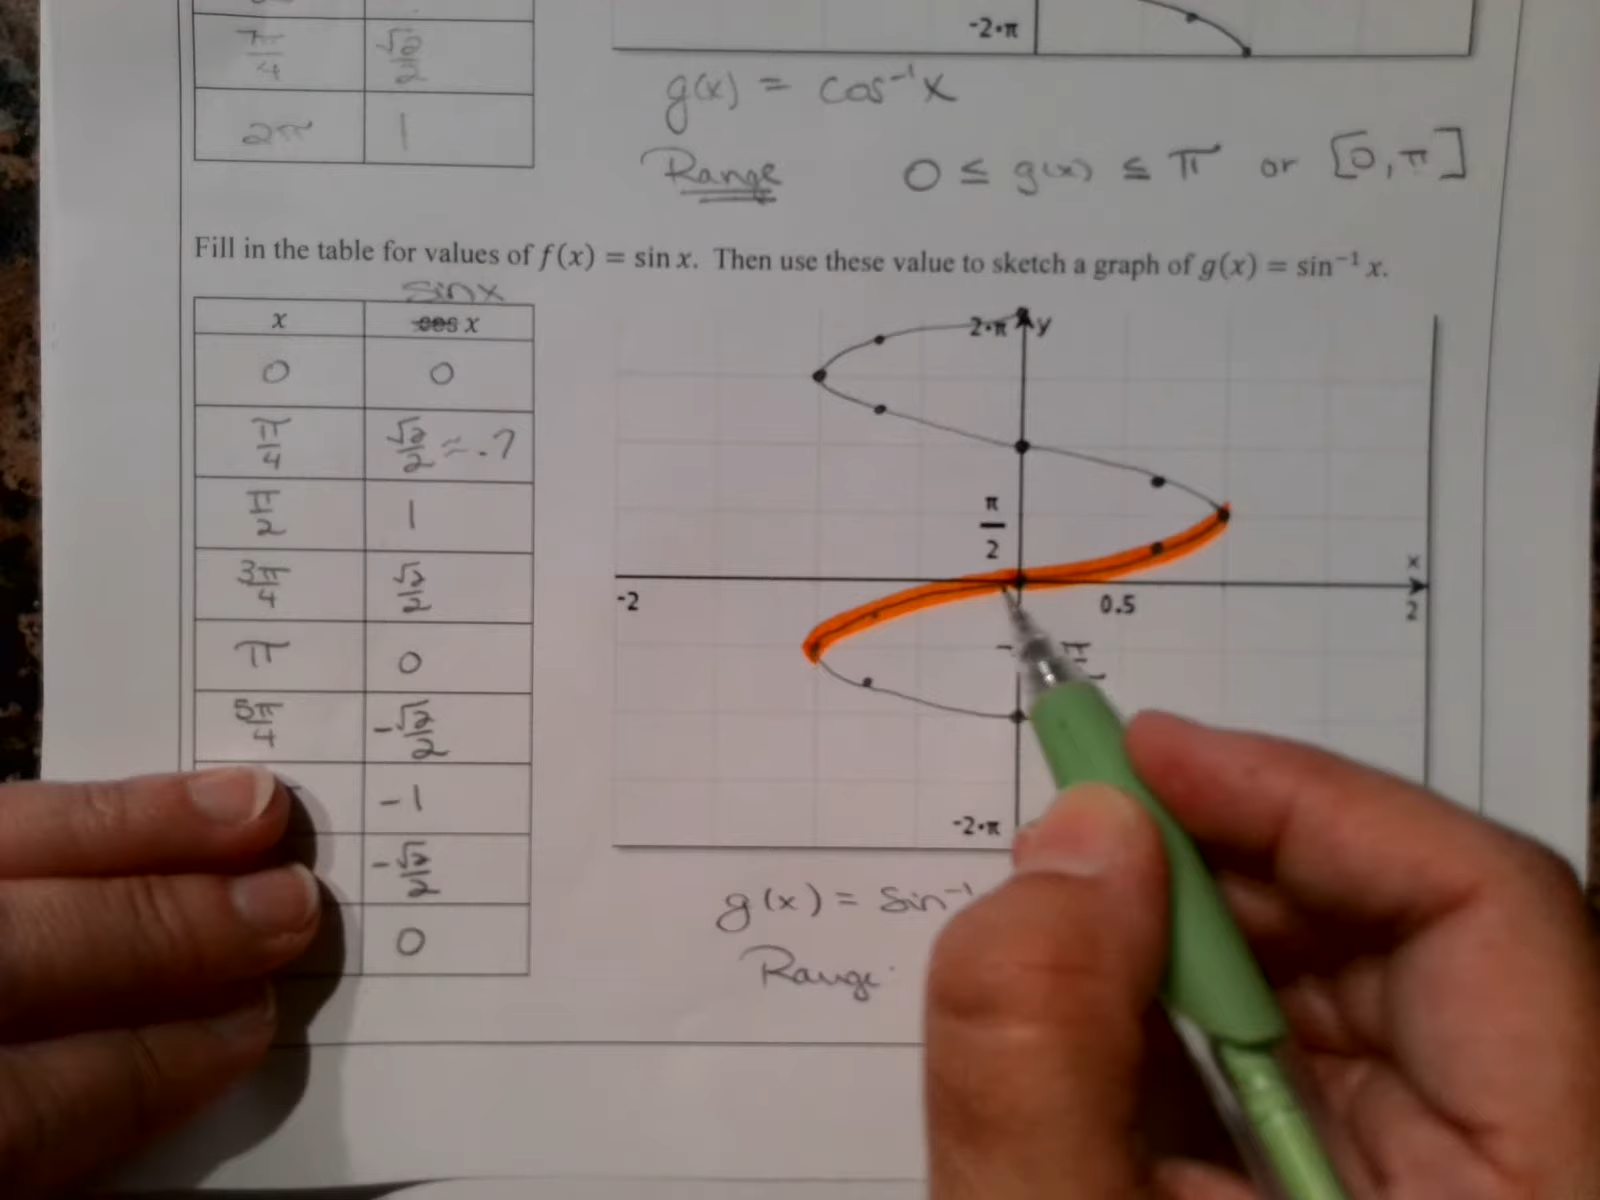 7π/4 √2/2
2π 1
-2•π
g(x) = cos⁻¹x
Range 0 ≤ g(x) ≤ π or [0, π]
Fill in the table for values of f(x) = sin x. Then use these value to sketch a graph of g(x) = sin⁻¹ x.
sinx
x cos x
0 0
π/4 √2/2 ≈ .7
π/2 1
3π/4 √2/2
π 0
5π/4 -√2/2
-1
-√2/2
0
2•π y
π/2
x
-2 0.5 2
-2•π
g(x) = sin⁻¹
Range: